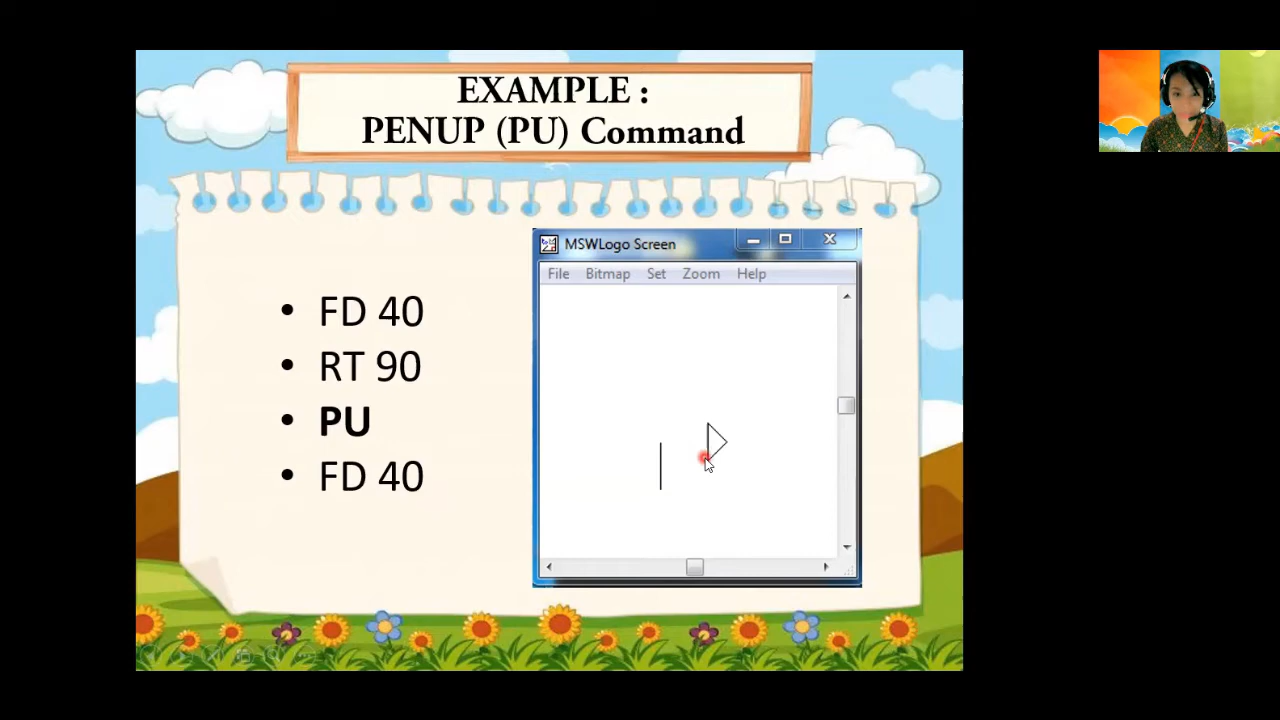 EXAMPLE :
PENUP (PU) Command
• FD 40
• RT 90
• PU
• FD 40
MSWLogo Screen
File Bitmap Set Zoom Help